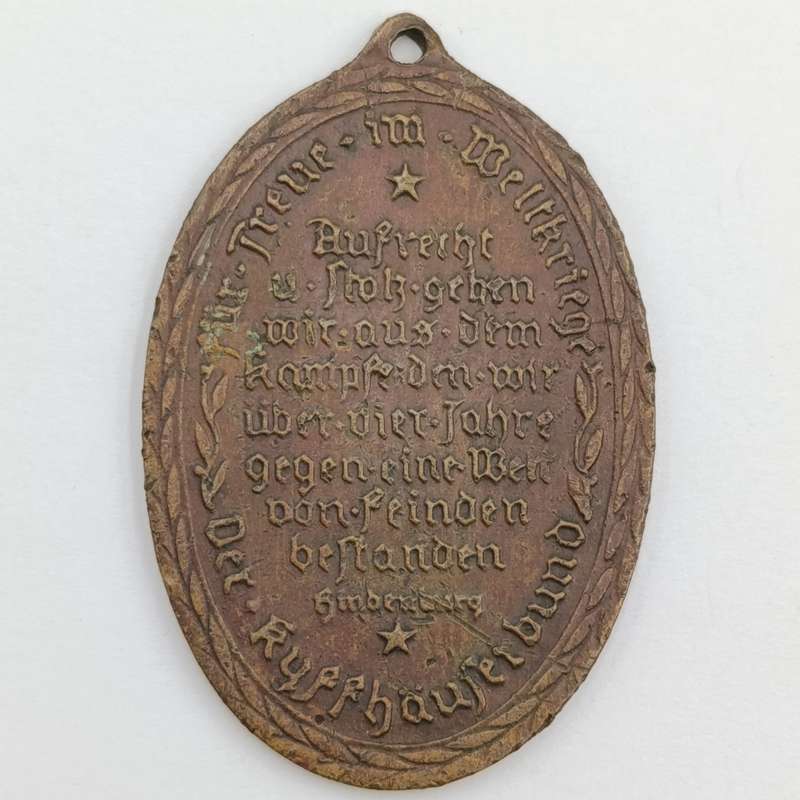 Für · Treue · im · Weltkriege
Aufrecht
u · stolz · gehen
wir · aus · dem
Kampfe · den · wir
über · vier · Jahre
gegen · eine · Welt
von · Feinden
bestanden
Hindenburg
Der · Kyffhäuserbund